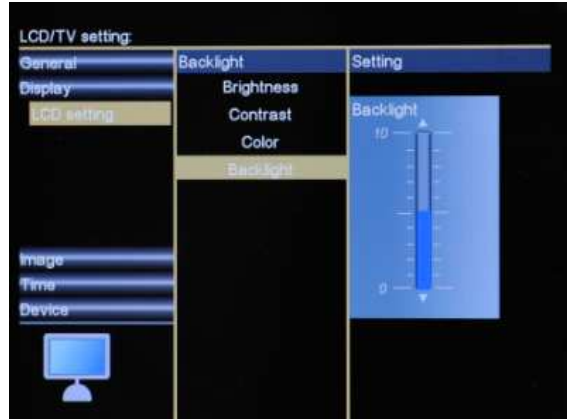 LCD/TV setting:
General
Display
LCD setting
Image
Time
Device
Backlight
Brightness
Contrast
Color
Backlight
Setting
Backlight
10
0